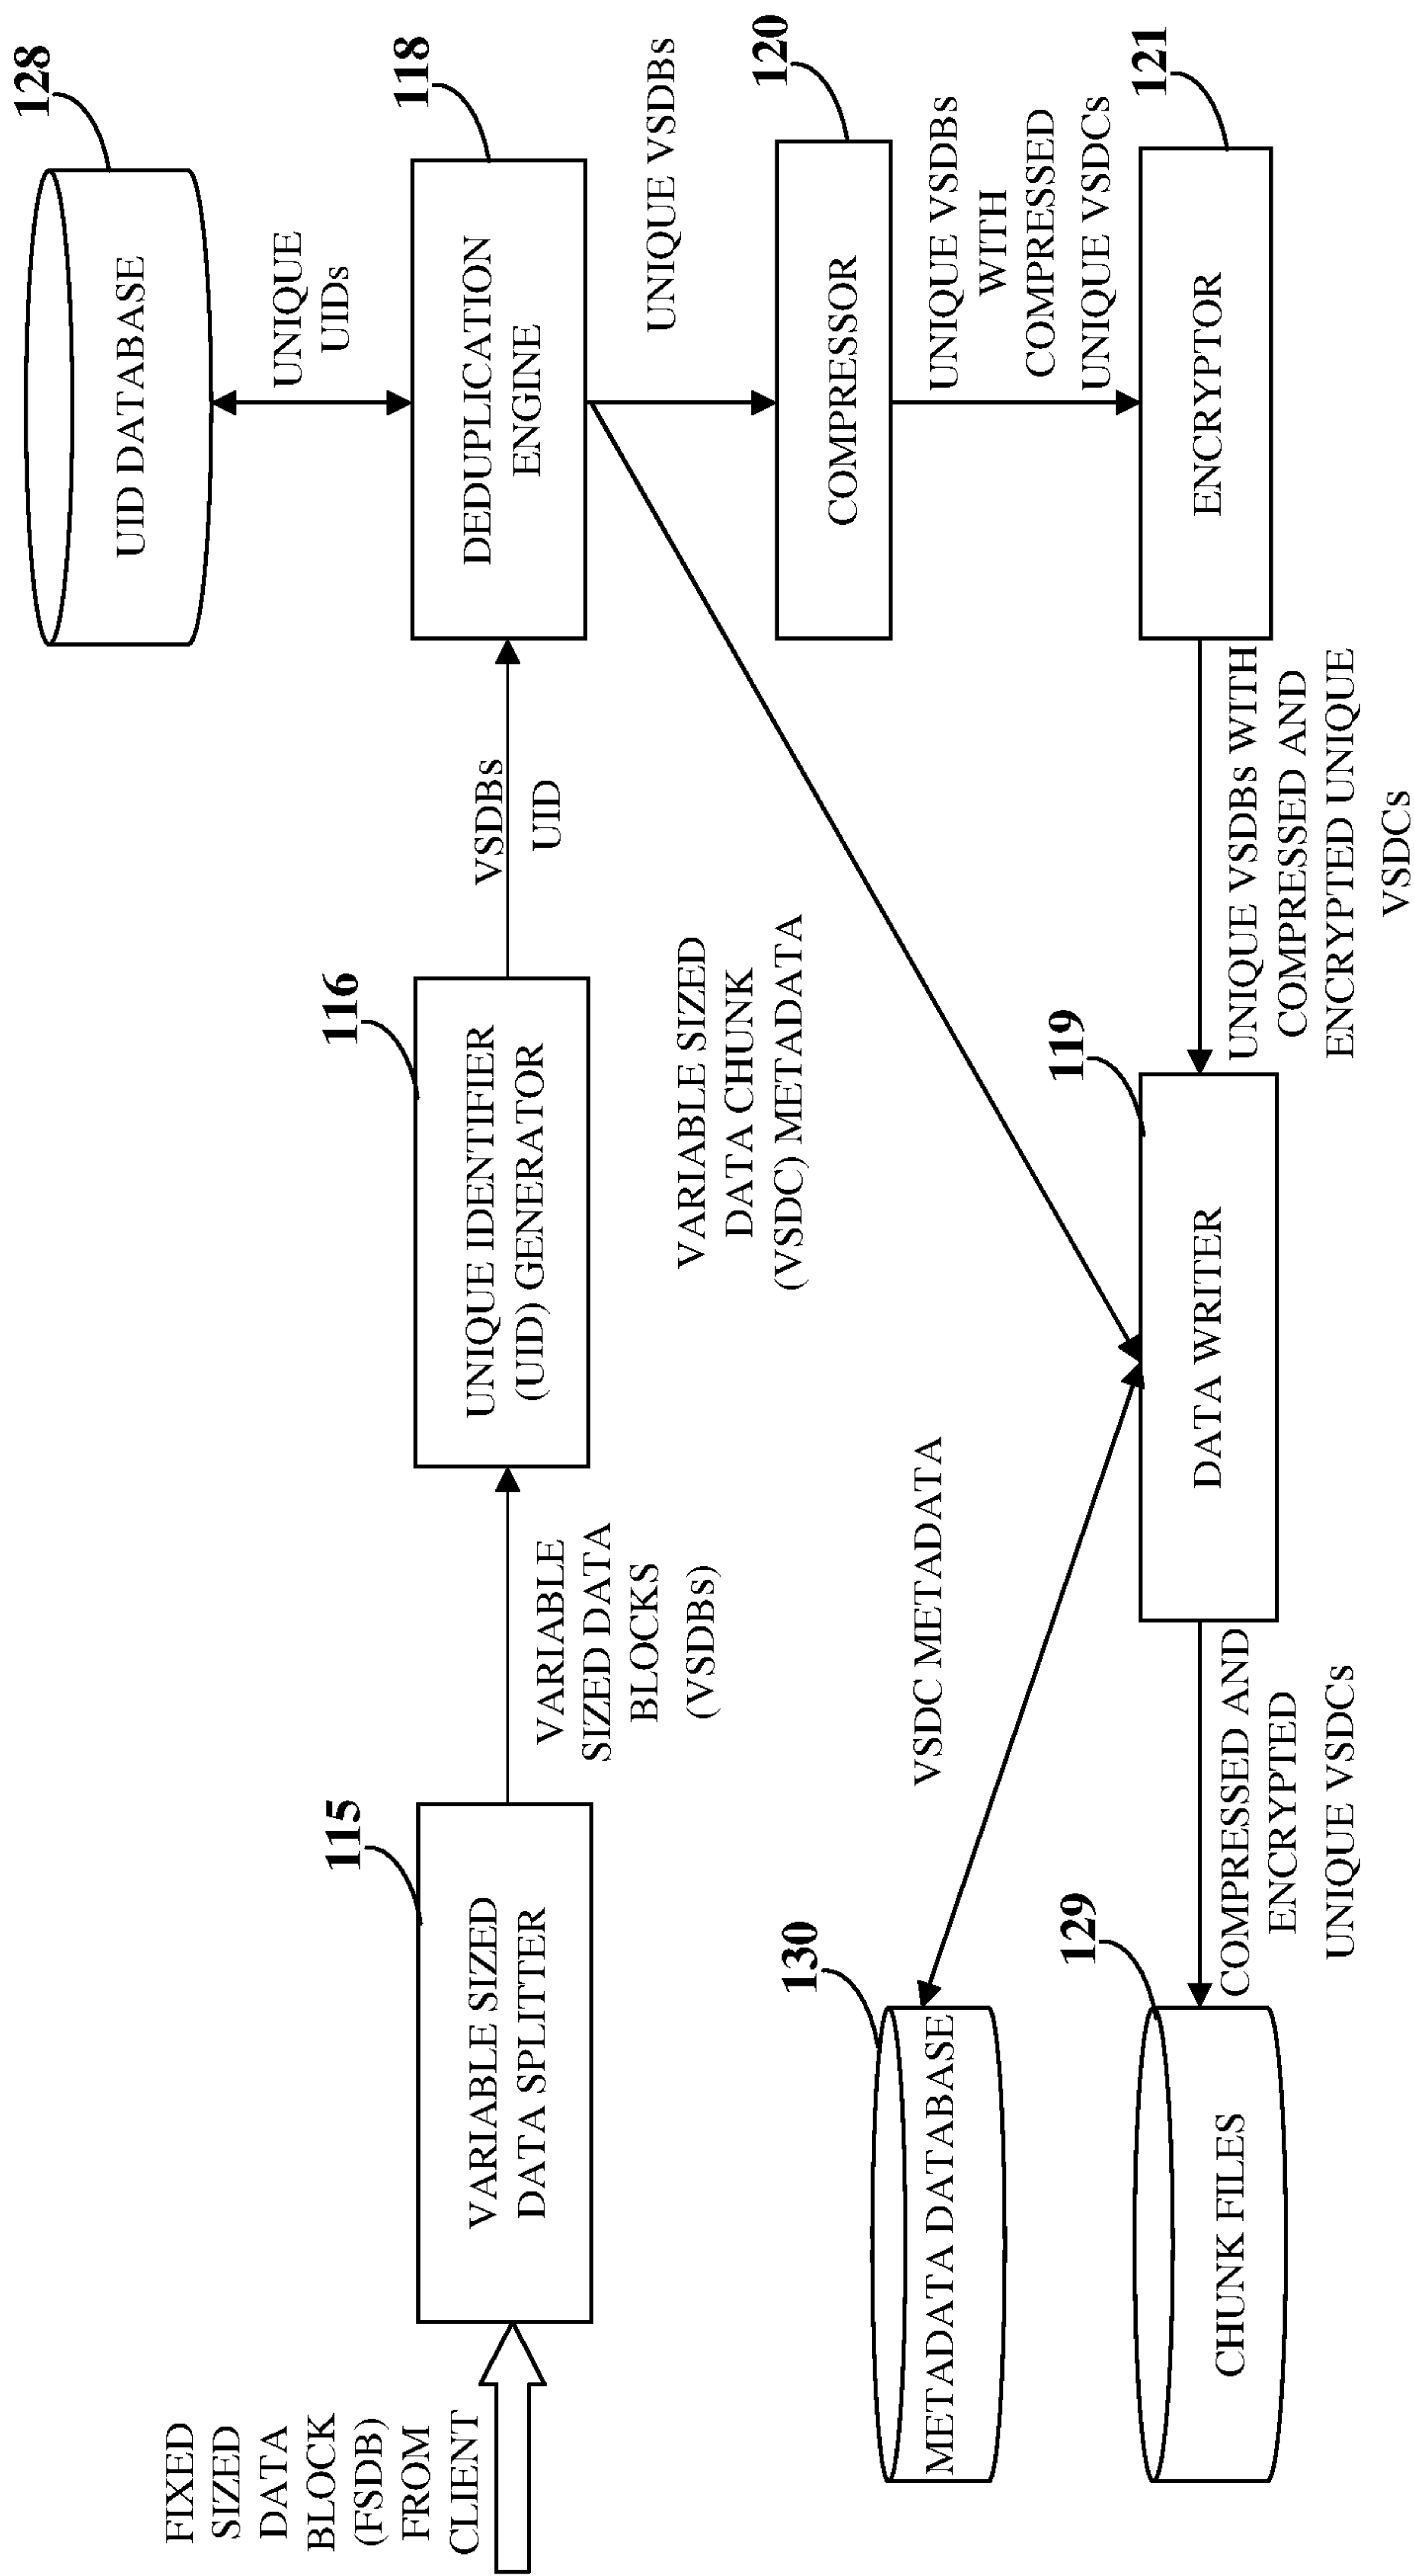 128
UID DATABASE
UNIQUE
UIDs
118
DEDUPLICATION
ENGINE
UNIQUE VSDBs
120
COMPRESSOR
UNIQUE VSDBs
WITH
COMPRESSED
UNIQUE VSDCs
121
ENCRYPTOR
VSDBs
UID
116
UNIQUE IDENTIFIER
(UID) GENERATOR
VARIABLE SIZED
DATA CHUNK
(VSDC) METADATA
UNIQUE VSDBs WITH
COMPRESSED AND
ENCRYPTED UNIQUE
VSDCs
119
DATA WRITER
VARIABLE
SIZED DATA
BLOCKS
(VSDBs)
115
VARIABLE SIZED
DATA SPLITTER
VSDC METADATA
COMPRESSED AND
ENCRYPTED
UNIQUE VSDCs
130
METADATA DATABASE
129
CHUNK FILES
FIXED
SIZED
DATA
BLOCK
(FSDB)
FROM
CLIENT